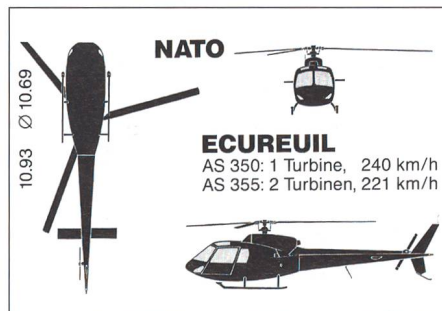 NATO
10.93 Ø 10.69
ECUREUIL
AS 350: 1 Turbine, 240 km/h
AS 355: 2 Turbinen, 221 km/h